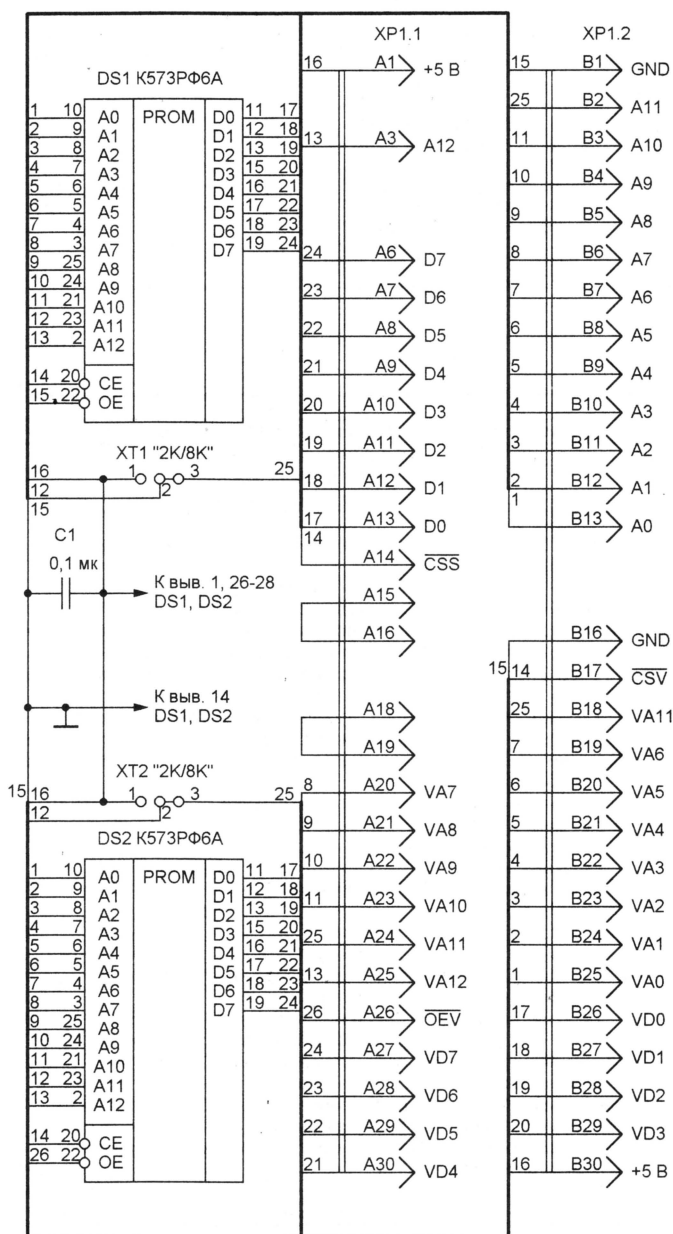 XP1.1
XP1.2
16 A1 +5 В
15 B1 GND
DS1 К573РФ6А
25 B2 A11
1 10 A0 PROM D0 11 17
2 9 A1 D1 12 18
13 A3 A12
11 B3 A10
3 8 A2 D2 13 19
4 7 A3 D3 15 20
10 B4 A9
5 6 A4 D4 16 21
6 5 A5 D5 17 22
9 B5 A8
7 4 A6 D6 18 23
8 3 A7 D7 19 24
24 A6 D7
8 B6 A7
9 25 A8
10 24 A9
23 A7 D6
7 B7 A6
11 21 A10
12 23 A11
22 A8 D5
6 B8 A5
13 2 A12
21 A9 D4
5 B9 A4
14 20 CE
15 22 OE
20 A10 D3
4 B10 A3
19 A11 D2
3 B11 A2
XT1 "2K/8K"
16 1 3 25
12 2
15
18 A12 D1
2 B12 A1
1
17 A13 D0
14
B13 A0
C1
0,1 мк
A14 CSS
К выв. 1, 26-28
DS1, DS2
A15
A16
B16 GND
15 14 B17 CSV
К выв. 14
DS1, DS2
A18
25 B18 VA11
A19
7 B19 VA6
XT2 "2K/8K"
15 16 1 3 25
12 2
8 A20 VA7
6 B20 VA5
9 A21 VA8
5 B21 VA4
DS2 К573РФ6А
10 A22 VA9
4 B22 VA3
1 10 A0 PROM D0 11 17
2 9 A1 D1 12 18
11 A23 VA10
3 B23 VA2
3 8 A2 D2 13 19
4 7 A3 D3 15 20
25 A24 VA11
2 B24 VA1
5 6 A4 D4 16 21
6 5 A5 D5 17 22
13 A25 VA12
1 B25 VA0
7 4 A6 D6 18 23
8 3 A7 D7 19 24
26 A26 OEV
17 B26 VD0
9 25 A8
10 24 A9
24 A27 VD7
18 B27 VD1
11 21 A10
12 23 A11
23 A28 VD6
19 B28 VD2
13 2 A12
22 A29 VD5
20 B29 VD3
14 20 CE
26 22 OE
21 A30 VD4
16 B30 +5 В